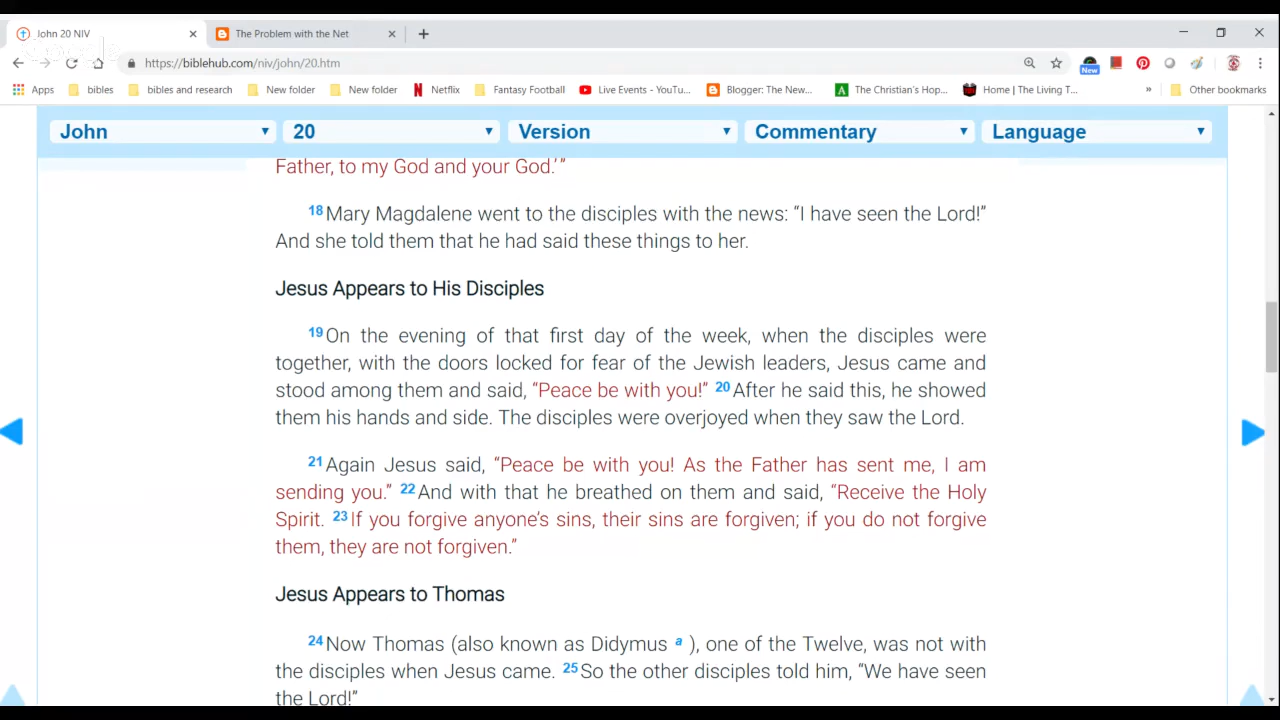 John 20 NIV
The Problem with the Net
https://biblehub.com/niv/john/20.htm
New
Apps bibles bibles and research New folder New folder Netflix Fantasy Football Live Events - YouTu... Blogger: The New... The Christian's Hop... Home | The Living T... » Other bookmarks
John 20 Version Commentary Language
Father, to my God and your God.’”
18 Mary Magdalene went to the disciples with the news: “I have seen the Lord!”
And she told them that he had said these things to her.
Jesus Appears to His Disciples
19 On the evening of that first day of the week, when the disciples were
together, with the doors locked for fear of the Jewish leaders, Jesus came and
stood among them and said, “Peace be with you!” 20 After he said this, he showed
them his hands and side. The disciples were overjoyed when they saw the Lord.
21 Again Jesus said, “Peace be with you! As the Father has sent me, I am
sending you.” 22 And with that he breathed on them and said, “Receive the Holy
Spirit. 23 If you forgive anyone’s sins, their sins are forgiven; if you do not forgive
them, they are not forgiven.”
Jesus Appears to Thomas
24 Now Thomas (also known as Didymus a ), one of the Twelve, was not with
the disciples when Jesus came. 25 So the other disciples told him, “We have seen
the Lord!”